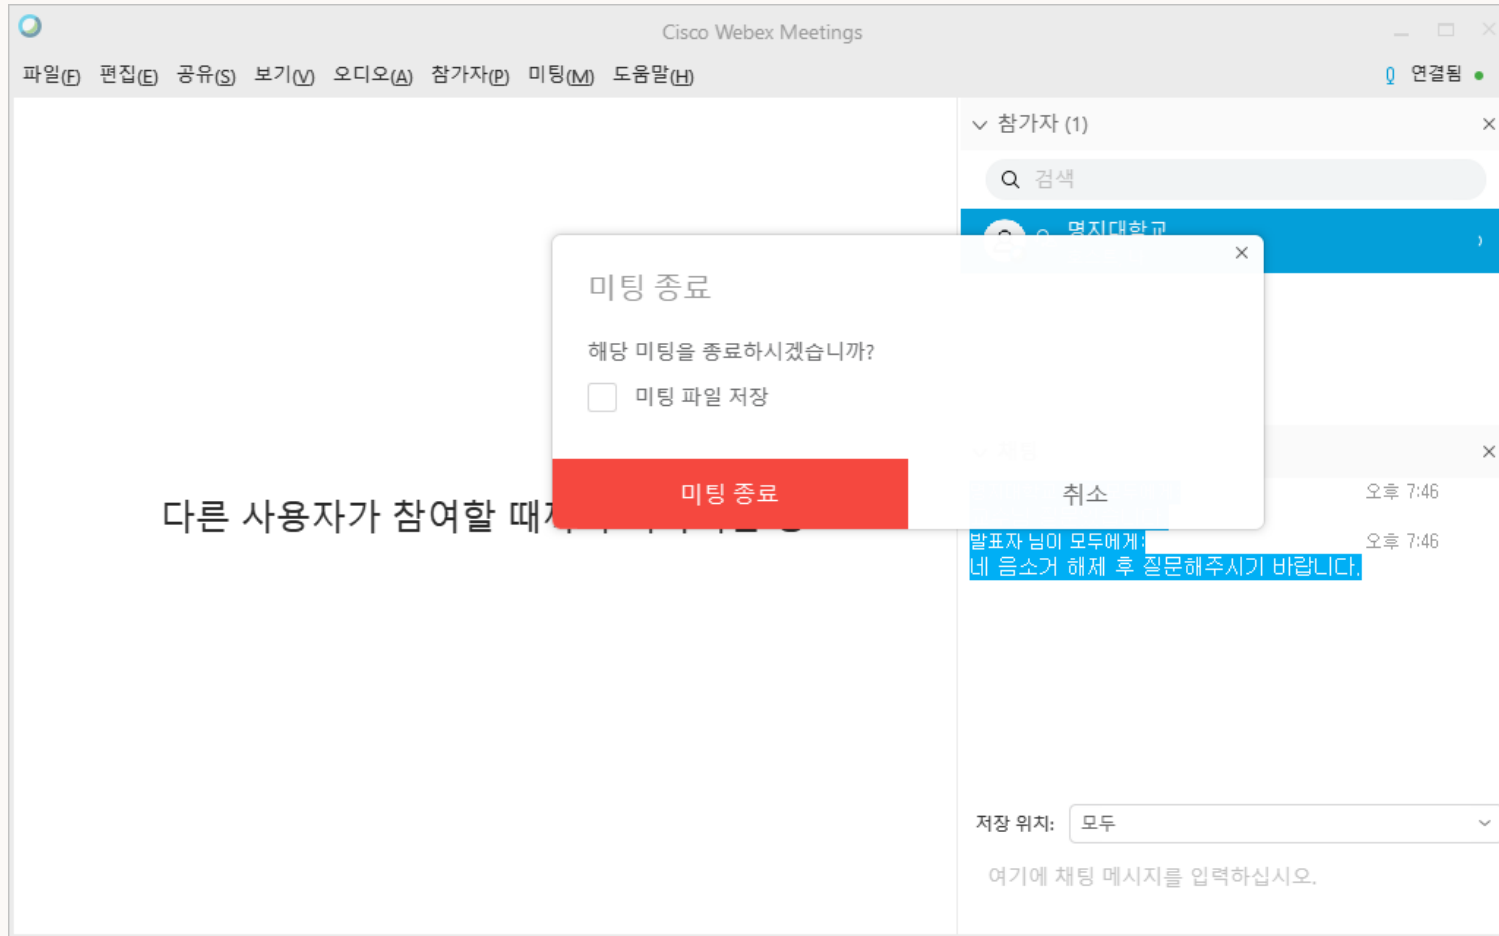 Cisco Webex Meetings
파일(F) 편집(E) 공유(S) 보기(V) 오디오(A) 참가자(P) 미팅(M) 도움말(H)
연결됨
참가자 (1)
검색
명지대학교
미팅 종료
해당 미팅을 종료하시겠습니까?
미팅 파일 저장
미팅 종료 취소
채팅
오후 7:46
다른 사용자가 참여할 때
발표자 님이 모두에게: 오후 7:46
네 음소거 해제 후 질문해주시기 바랍니다.
저장 위치: 모두
여기에 채팅 메시지를 입력하십시오.